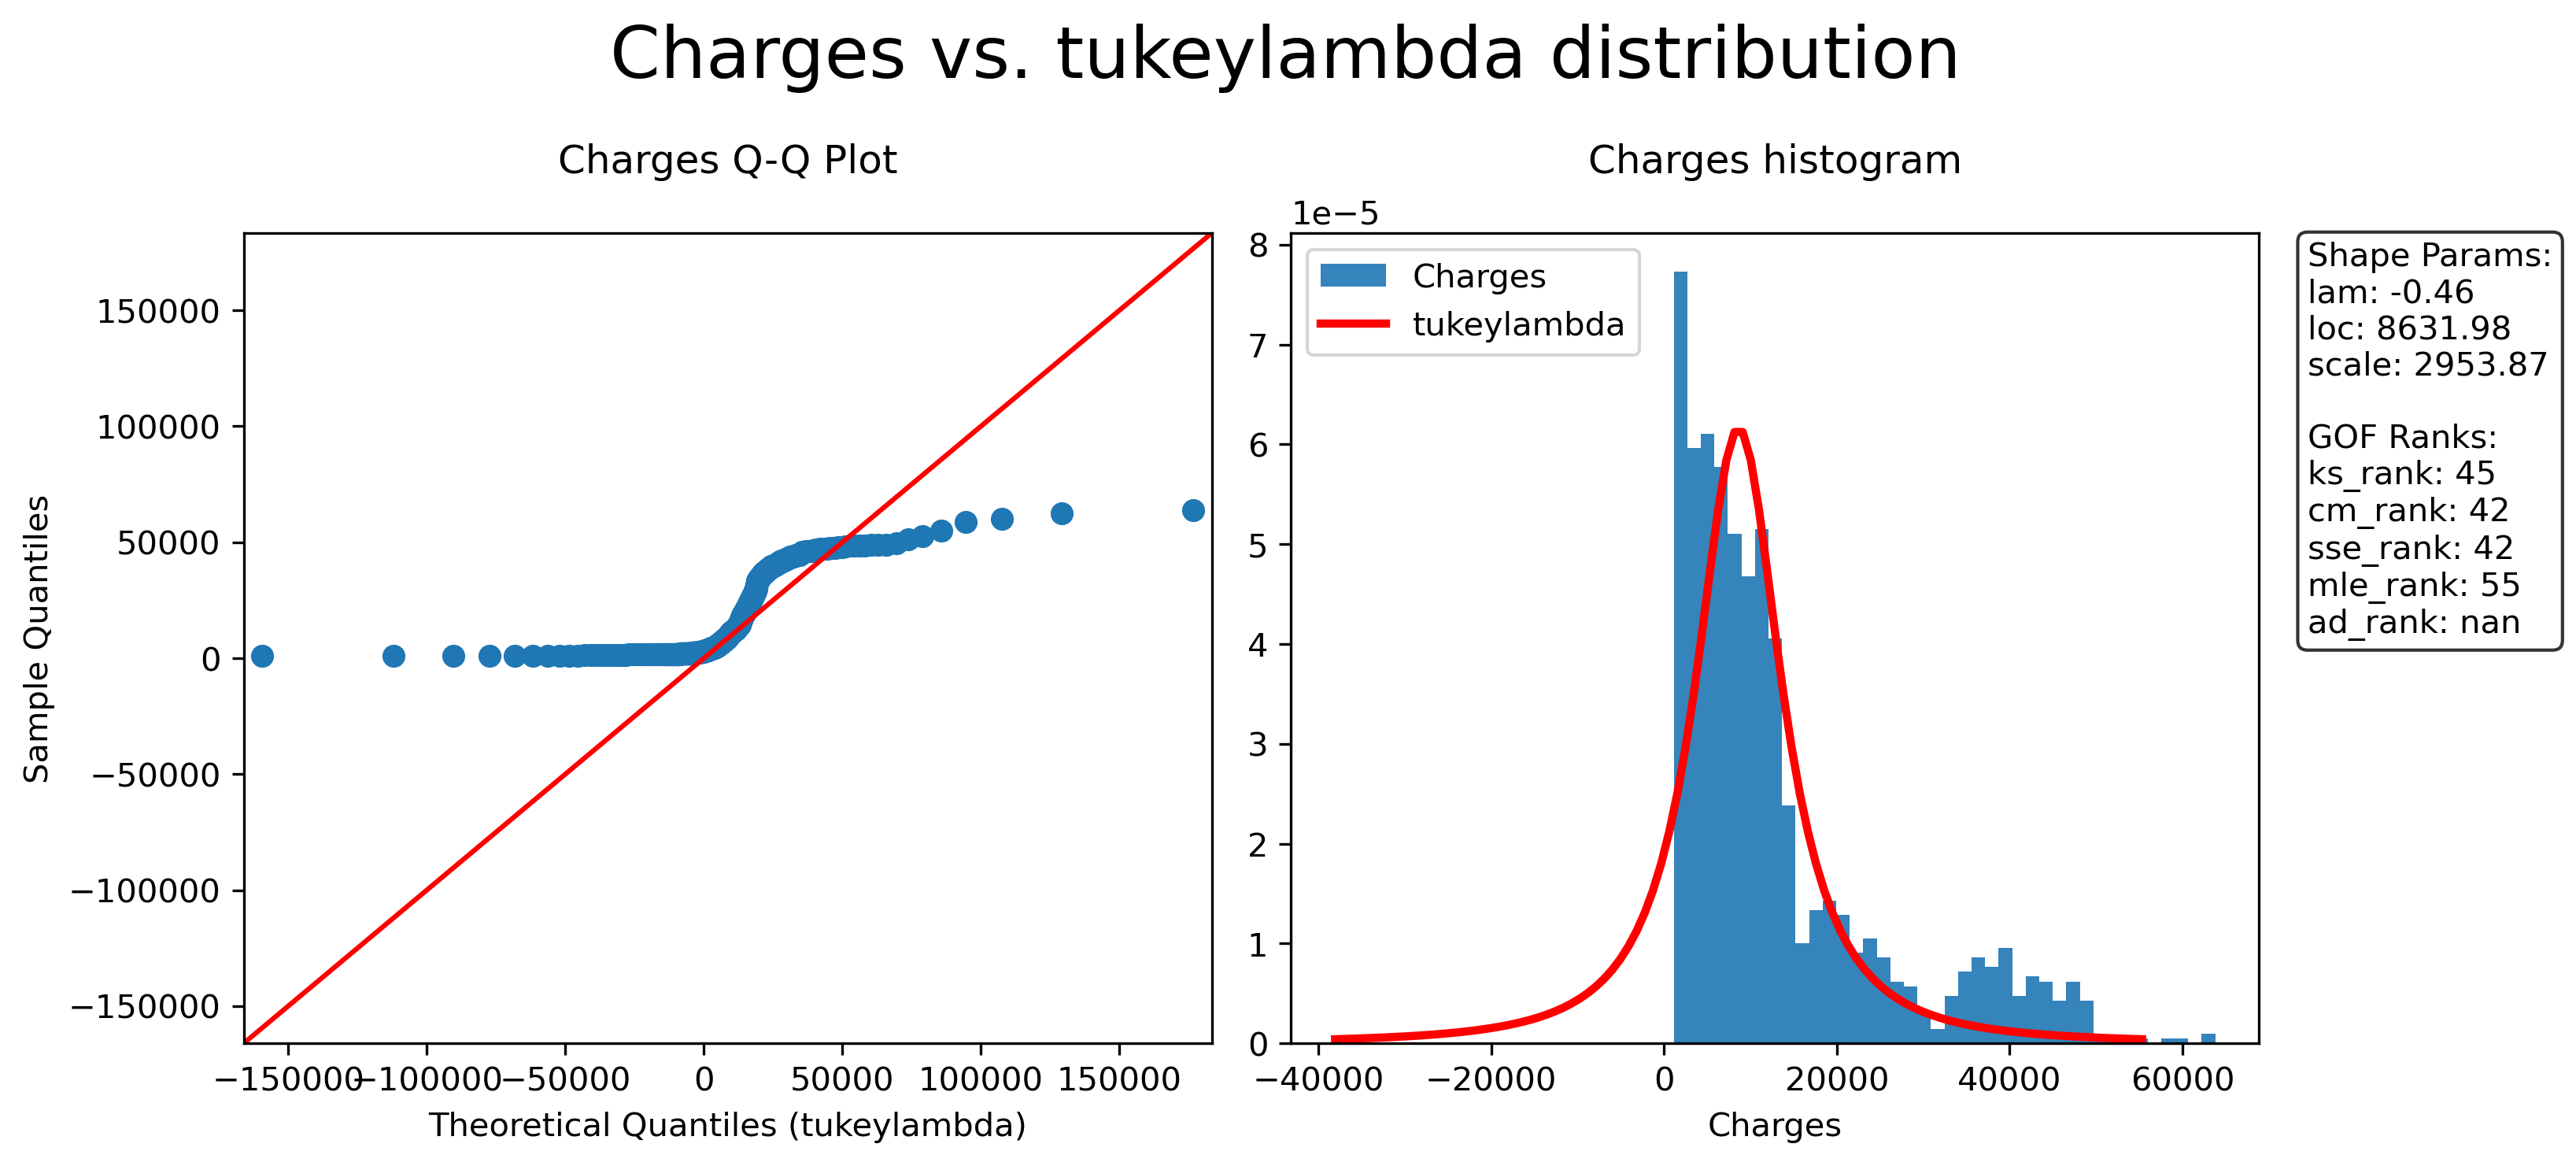 Charges vs. tukeylambda distribution
Charges Q-Q Plot
Sample Quantiles
150000
100000
50000
0
−50000
−100000
−150000
−150000 −100000 −50000 0 50000 100000 150000
Theoretical Quantiles (tukeylambda)
Charges histogram
1e−5
8
7
6
5
4
3
2
1
0
Charges
tukeylambda
−40000 −20000 0 20000 40000 60000
Charges
Shape Params:
lam: -0.46
loc: 8631.98
scale: 2953.87
GOF Ranks:
ks_rank: 45
cm_rank: 42
sse_rank: 42
mle_rank: 55
ad_rank: nan